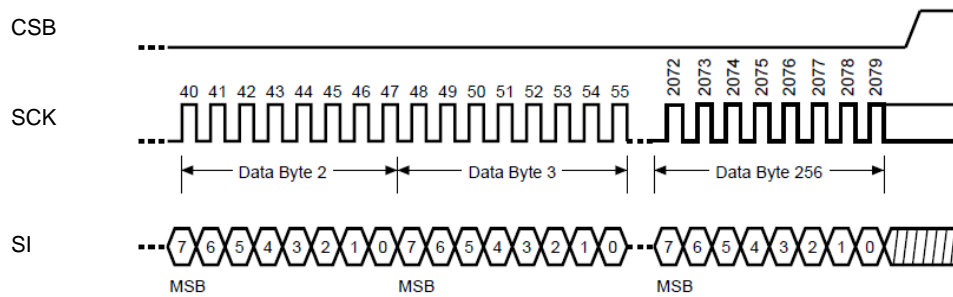 CSB
2072 2073 2074 2075 2076 2077 2078 2079
40 41 42 43 44 45 46 47 48 49 50 51 52 53 54 55
SCK
Data Byte 2 Data Byte 3 Data Byte 256
SI 7 6 5 4 3 2 1 0 7 6 5 4 3 2 1 0 7 6 5 4 3 2 1 0
MSB MSB MSB